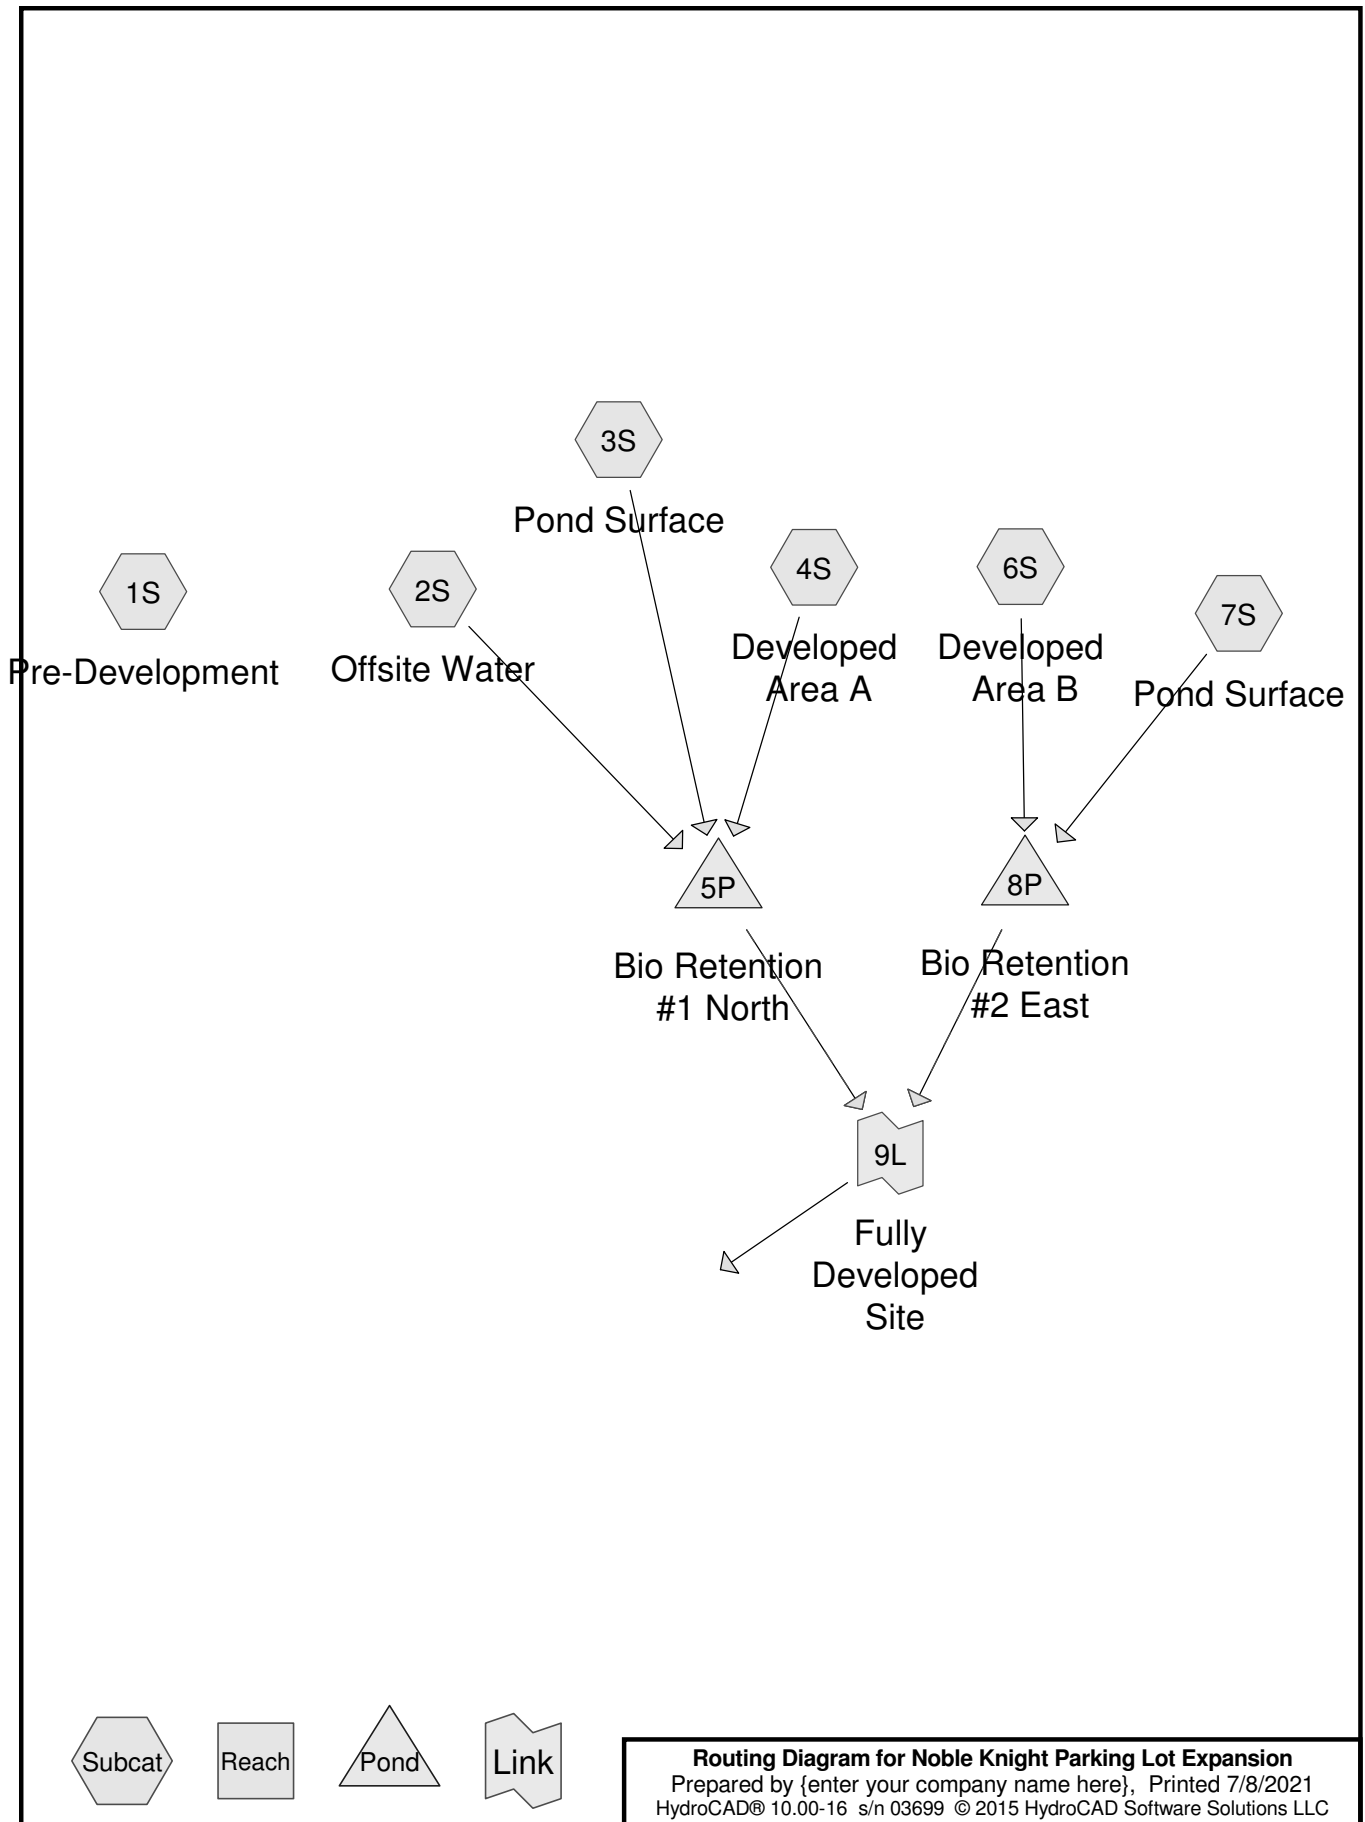 3S
Pond Surface
1S
Pre-Development
2S
Offsite Water
4S
Developed
Area A
6S
Developed
Area B
7S
Pond Surface
5P
Bio Retention
#1 North
8P
Bio Retention
#2 East
9L
Fully
Developed
Site
Subcat
Reach
Pond
Link
Routing Diagram for Noble Knight Parking Lot Expansion
Prepared by {enter your company name here}, Printed 7/8/2021
HydroCAD® 10.00-16 s/n 03699 © 2015 HydroCAD Software Solutions LLC